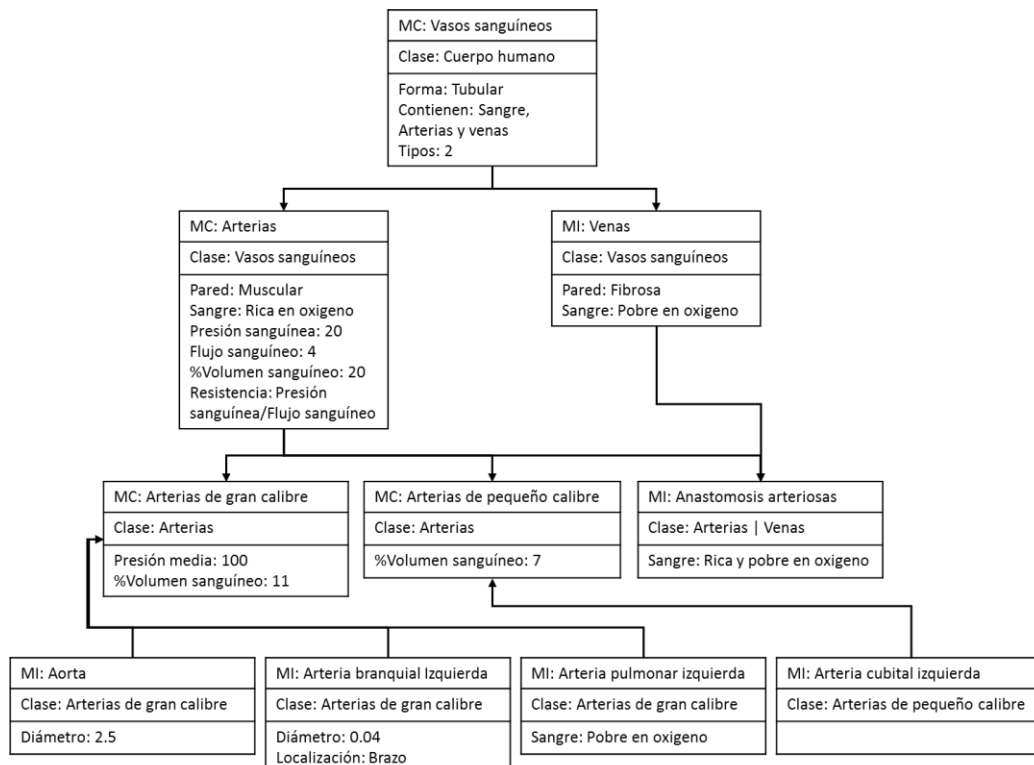 MC: Vasos sanguíneos
Clase: Cuerpo humano
Forma: Tubular
Contienen: Sangre,
Arterias y venas
Tipos: 2
MC: Arterias
Clase: Vasos sanguíneos
Pared: Muscular
Sangre: Rica en oxigeno
Presión sanguínea: 20
Flujo sanguíneo: 4
%Volumen sanguíneo: 20
Resistencia: Presión
sanguínea/Flujo sanguíneo
MI: Venas
Clase: Vasos sanguíneos
Pared: Fibrosa
Sangre: Pobre en oxigeno
MC: Arterias de gran calibre
Clase: Arterias
Presión media: 100
%Volumen sanguíneo: 11
MC: Arterias de pequeño calibre
Clase: Arterias
%Volumen sanguíneo: 7
MI: Anastomosis arteriosas
Clase: Arterias | Venas
Sangre: Rica y pobre en oxigeno
MI: Aorta
Clase: Arterias de gran calibre
Diámetro: 2.5
MI: Arteria branquial Izquierda
Clase: Arterias de gran calibre
Diámetro: 0.04
Localización: Brazo
MI: Arteria pulmonar izquierda
Clase: Arterias de gran calibre
Sangre: Pobre en oxigeno
MI: Arteria cubital izquierda
Clase: Arterias de pequeño calibre